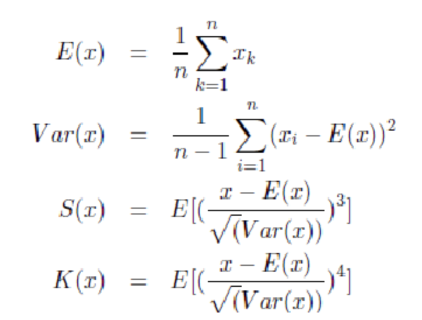 E(x) = \frac{1}{n} \sum_{k=1}^{n} x_k
Var(x) = \frac{1}{n-1} \sum_{i=1}^{n} (x_i - E(x))^2
S(x) = E[(\frac{x - E(x)}{\sqrt(Var(x))})^3]
K(x) = E[(\frac{x - E(x)}{\sqrt(Var(x))})^4]